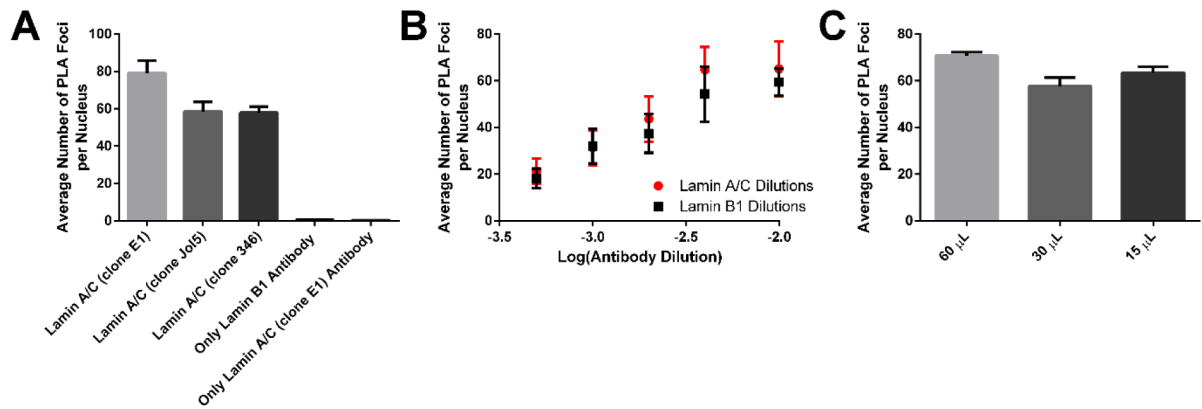 A
Average Number of PLA Foci
per Nucleus
100
80
60
40
20
0
Lamin A/C (clone E1)
Lamin A/C (clone Jol5)
Lamin A/C (clone 346)
Only Lamin B1 Antibody
Only Lamin A/C (clone E1) Antibody
B
Average Number of PLA Foci
per Nucleus
80
60
40
20
0
Lamin A/C Dilutions
Lamin B1 Dilutions
-3.5 -3.0 -2.5 -2.0
Log(Antibody Dilution)
C
Average Number of PLA Foci
per Nucleus
80
60
40
20
0
60 μL
30 μL
15 μL